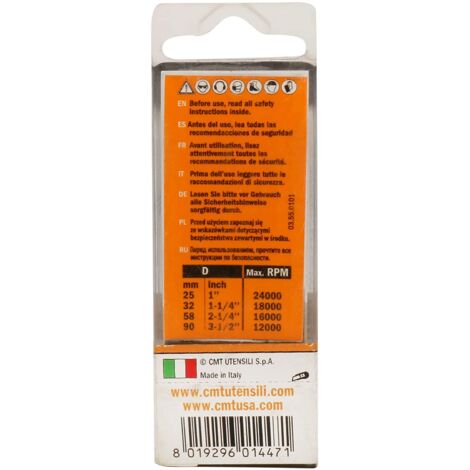 EN Before use, read all safety
instructions inside.
ES Antes del uso, lea todas las
recomendacciones de seguridad
FR Avant utilisation, lisez
attentivement toutes les
recommandations de sécurité.
IT Prima dell'uso leggere tutte le
raccomandazioni di sicurezza.
DE Lesen Sie bitte vor Gebrauch
alle Sicherheitshinweise
sorgfältig durch.
PL Przed użyciem zapoznaj się
ze wskazówkami dotyczącymi
bezpieczeństwa zawartymi w środku.
RU Перед использованием, прочтите все
инструкции по безопасности.
03.55.0101
D Max. RPM
mm inch
25 1" 24000
32 1-1/4" 18000
58 2-1/4" 16000
90 3-1/2" 12000
© CMT UTENSILI S.p.A.
Made in Italy
www.cmtutensili.com
www.cmtusa.com
8 019296 014471